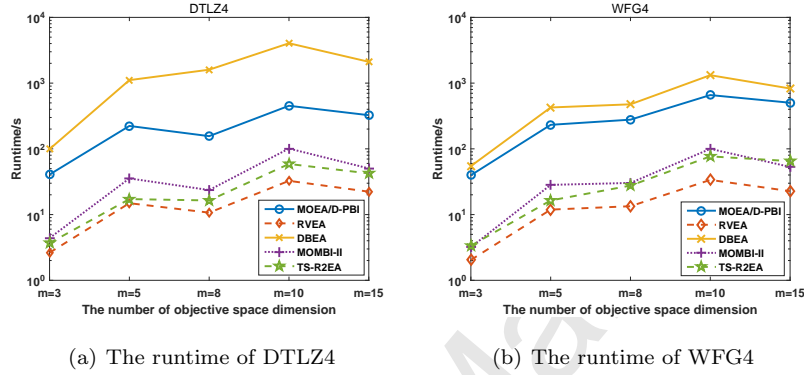 DTLZ4
10^4
10^3
10^2
10^1
10^0
Runtime/s
m=3 m=5 m=8 m=10 m=15
The number of objective space dimension
MOEA/D-PBI
RVEA
DBEA
MOMBI-II
TS-R2EA
(a) The runtime of DTLZ4
WFG4
10^4
10^3
10^2
10^1
10^0
Runtime/s
m=3 m=5 m=8 m=10 m=15
The number of objective space dimension
MOEA/D-PBI
RVEA
DBEA
MOMBI-II
TS-R2EA
(b) The runtime of WFG4